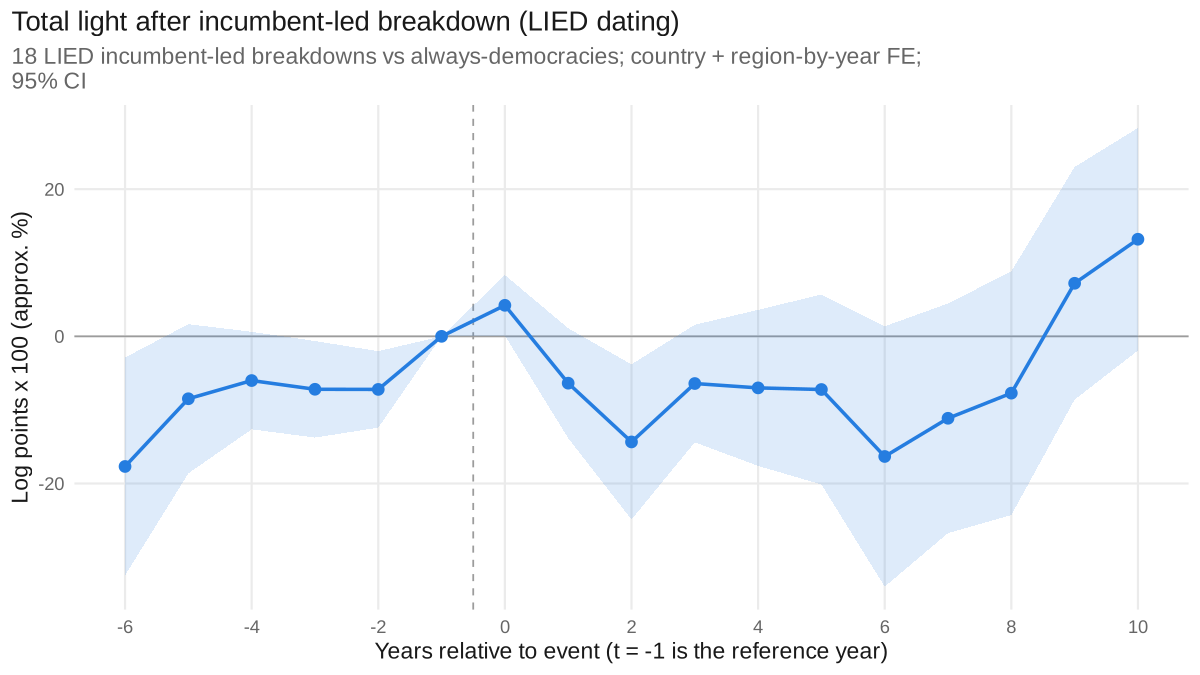 Total light after incumbent-led breakdown (LIED dating)
18 LIED incumbent-led breakdowns vs always-democracies; country + region-by-year FE;
95% CI
Log points x 100 (approx. %)
20
0
-20
-6 -4 -2 0 2 4 6 8 10
Years relative to event (t = -1 is the reference year)